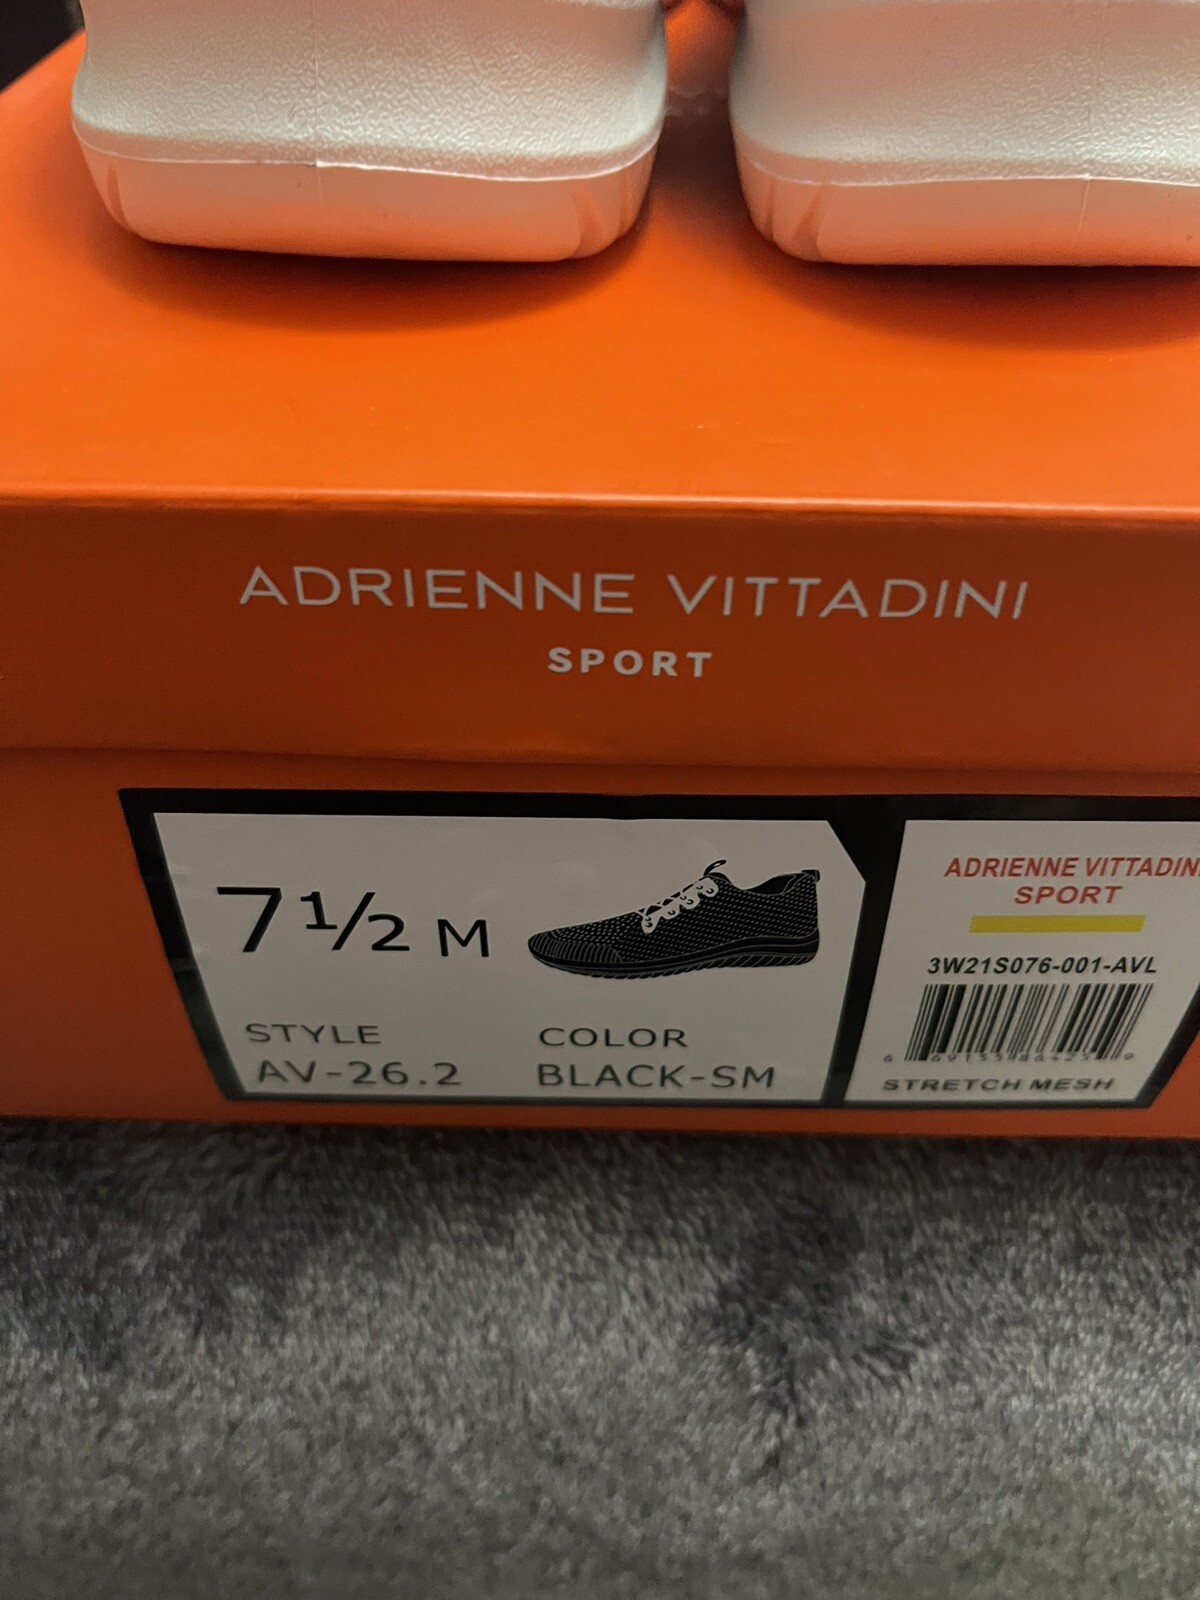 ADRIENNE VITTADINI
SPORT
7 1/2 M
STYLE
AV-26.2
COLOR
BLACK-SM
ADRIENNE VITTADINI
SPORT
3W21S076-001-AVL
STRETCH MESH